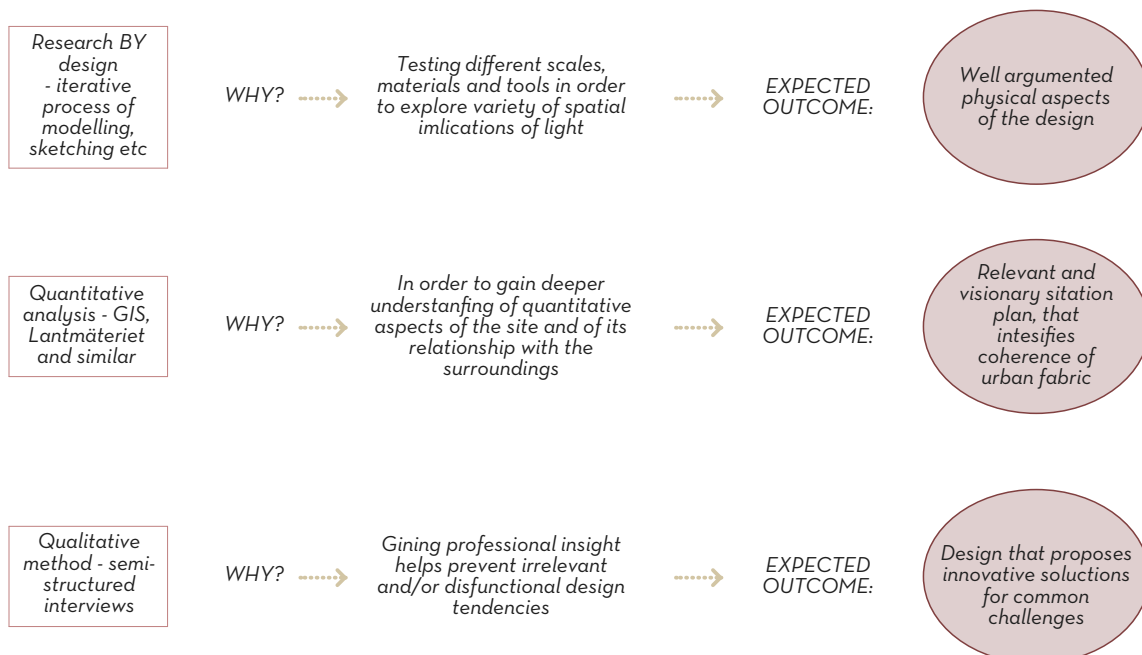 Research BY
design
- iterative
process of
modelling,
sketching etc
WHY?
Testing different scales,
materials and tools in order
to explore variety of spatial
imlications of light
EXPECTED
OUTCOME:
Well argumented
physical aspects
of the design
Quantitative
analysis - GIS,
Lantmäteriet
and similar
WHY?
In order to gain deeper
understanfing of quantitative
aspects of the site and of its
relationship with the
surroundings
EXPECTED
OUTCOME:
Relevant and
visionary sitation
plan, that
intesifies
coherence of
urban fabric
Qualitative
method - semi-
structured
interviews
WHY?
Gining professional insight
helps prevent irrelevant
and/or disfunctional design
tendencies
EXPECTED
OUTCOME:
Design that proposes
innovative soluctions
for common
challenges